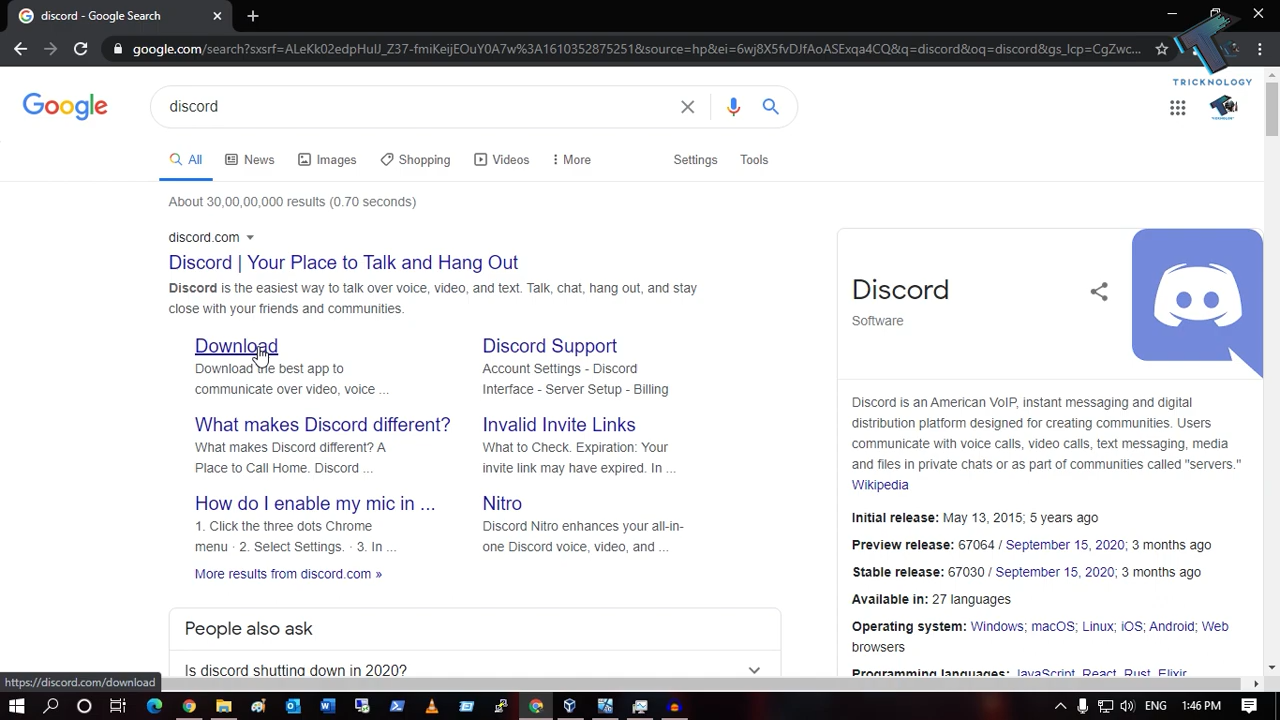 discord - Google Search
google.com/search?sxsrf=ALeKk02edpHuIJ_Z37-fmiKeijEOuY0A7w%3A1610352875251&source=hp&ei=6wj8X5fvDJfAoASExqa4CQ&q=discord&oq=discord&gs_lcp=CgZwc...
TRICKNOLOGY
Google
discord
All
News
Images
Shopping
Videos
More
Settings
Tools
About 30,00,00,000 results (0.70 seconds)
discord.com
Discord | Your Place to Talk and Hang Out
Discord is the easiest way to talk over voice, video, and text. Talk, chat, hang out, and stay
close with your friends and communities.
Download
Download the best app to
communicate over video, voice ...
Discord Support
Account Settings - Discord
Interface - Server Setup - Billing
What makes Discord different?
What makes Discord different? A
Place to Call Home. Discord ...
Invalid Invite Links
What to Check. Expiration: Your
invite link may have expired. In ...
How do I enable my mic in ...
1. Click the three dots Chrome
menu · 2. Select Settings. · 3. In ...
Nitro
Discord Nitro enhances your all-in-
one Discord voice, video, and ...
More results from discord.com »
People also ask
Is discord shutting down in 2020?
Discord
Software
Discord is an American VoIP, instant messaging and digital
distribution platform designed for creating communities. Users
communicate with voice calls, video calls, text messaging, media
and files in private chats or as part of communities called "servers."
Wikipedia
Initial release: May 13, 2015; 5 years ago
Preview release: 67064 / September 15, 2020; 3 months ago
Stable release: 67030 / September 15, 2020; 3 months ago
Available in: 27 languages
Operating system: Windows; macOS; Linux; iOS; Android; Web
browsers
Programming languages: JavaScript, React, Rust, Elixir
https://discord.com/download
ENG
1:46 PM